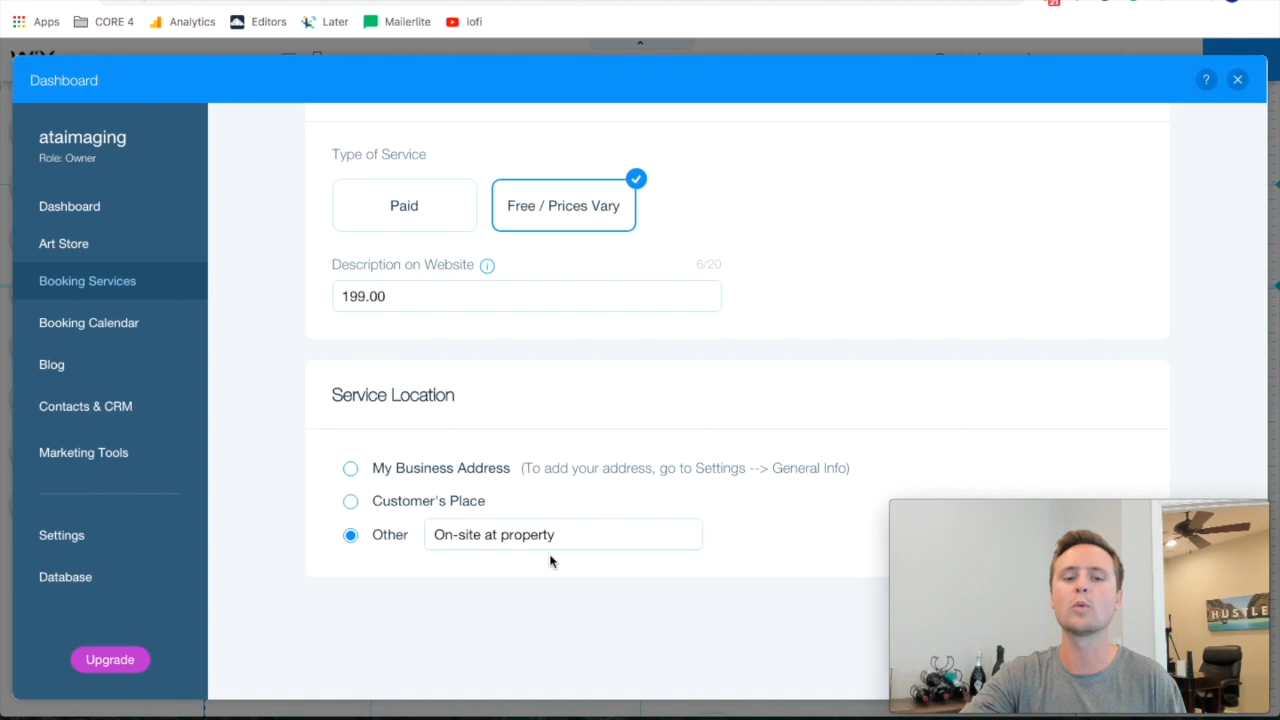 Apps CORE 4 Analytics Editors Later Mailerlite lofi
Dashboard ?
ataimaging
Role: Owner
Dashboard
Art Store
Booking Services
Booking Calendar
Blog
Contacts & CRM
Marketing Tools
Settings
Database
Upgrade
Type of Service
Paid Free / Prices Vary
Description on Website i 6/20
199.00
Service Location
My Business Address (To add your address, go to Settings --> General Info)
Customer's Place
Other On-site at property
HUSTLE